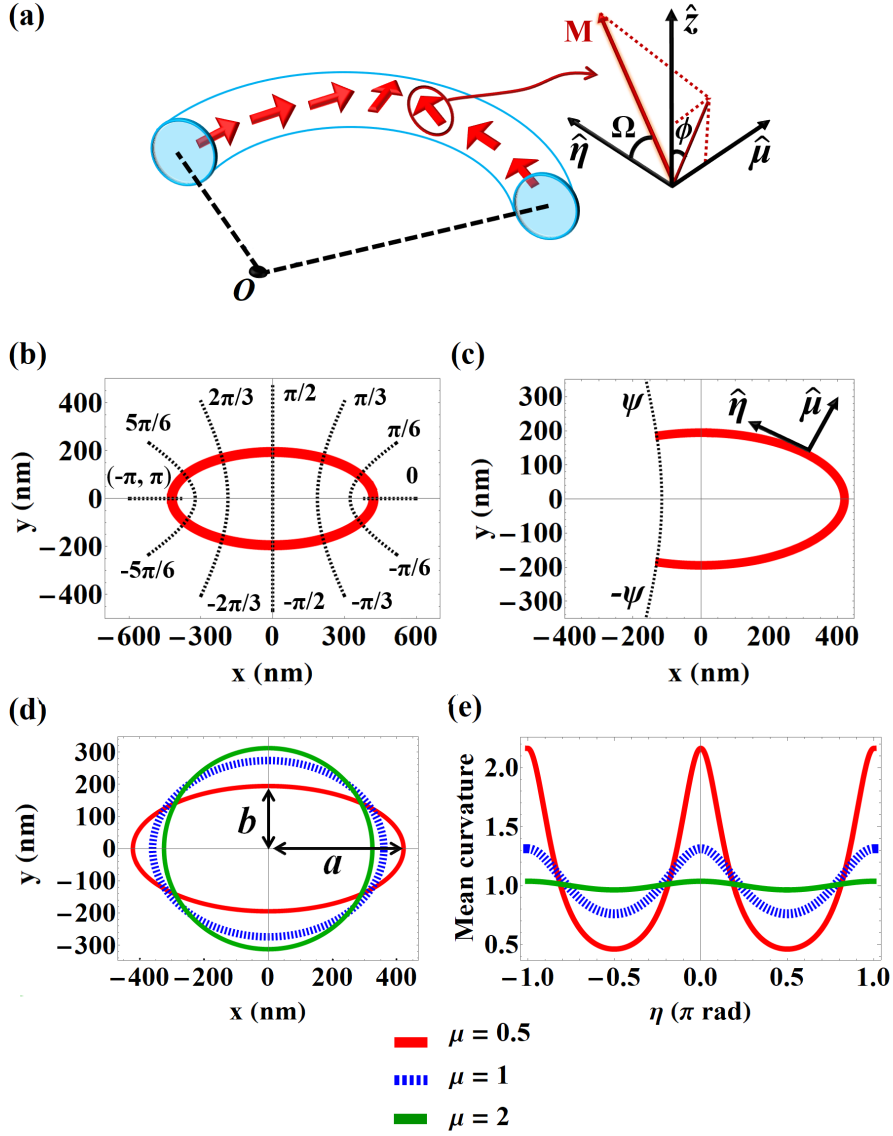 (a)
M
ẑ
Ω
ϕ
η̂
μ̂
O
(b)
y (nm)
400
200
0
−200
−400
2π/3
π/2
π/3
5π/6
π/6
(-π, π)
0
-5π/6
-π/6
-2π/3
-π/2
-π/3
−600 −300 0 300 600
x (nm)
(c)
y (nm)
300
200
100
0
−100
−200
−300
ψ
η̂
μ̂
-ψ
−400 −200 0 200 400
x (nm)
(d)
y (nm)
300
200
100
0
−100
−200
−300
b
a
−400 −200 0 200 400
x (nm)
(e)
Mean curvature
2.0
1.5
1.0
0.5
−1.0 −0.5 0.0 0.5 1.0
η (π rad)
μ = 0.5
μ = 1
μ = 2